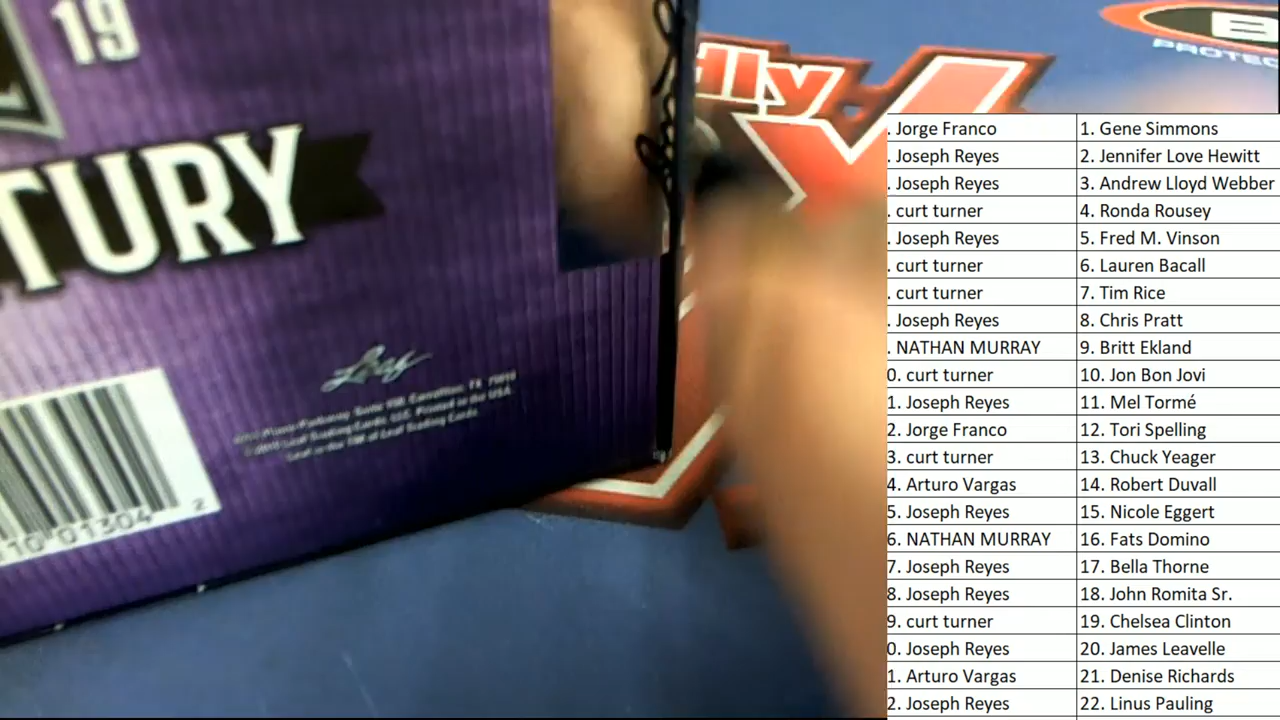 19
TURY
Leaf
10 01304 2
lly
B
PROTEC
. Jorge Franco 1. Gene Simmons
. Joseph Reyes 2. Jennifer Love Hewitt
. Joseph Reyes 3. Andrew Lloyd Webber
. curt turner 4. Ronda Rousey
. Joseph Reyes 5. Fred M. Vinson
. curt turner 6. Lauren Bacall
. curt turner 7. Tim Rice
. Joseph Reyes 8. Chris Pratt
. NATHAN MURRAY 9. Britt Ekland
0. curt turner 10. Jon Bon Jovi
1. Joseph Reyes 11. Mel Tormé
2. Jorge Franco 12. Tori Spelling
3. curt turner 13. Chuck Yeager
4. Arturo Vargas 14. Robert Duvall
5. Joseph Reyes 15. Nicole Eggert
6. NATHAN MURRAY 16. Fats Domino
7. Joseph Reyes 17. Bella Thorne
8. Joseph Reyes 18. John Romita Sr.
9. curt turner 19. Chelsea Clinton
0. Joseph Reyes 20. James Leavelle
1. Arturo Vargas 21. Denise Richards
2. Joseph Reyes 22. Linus Pauling